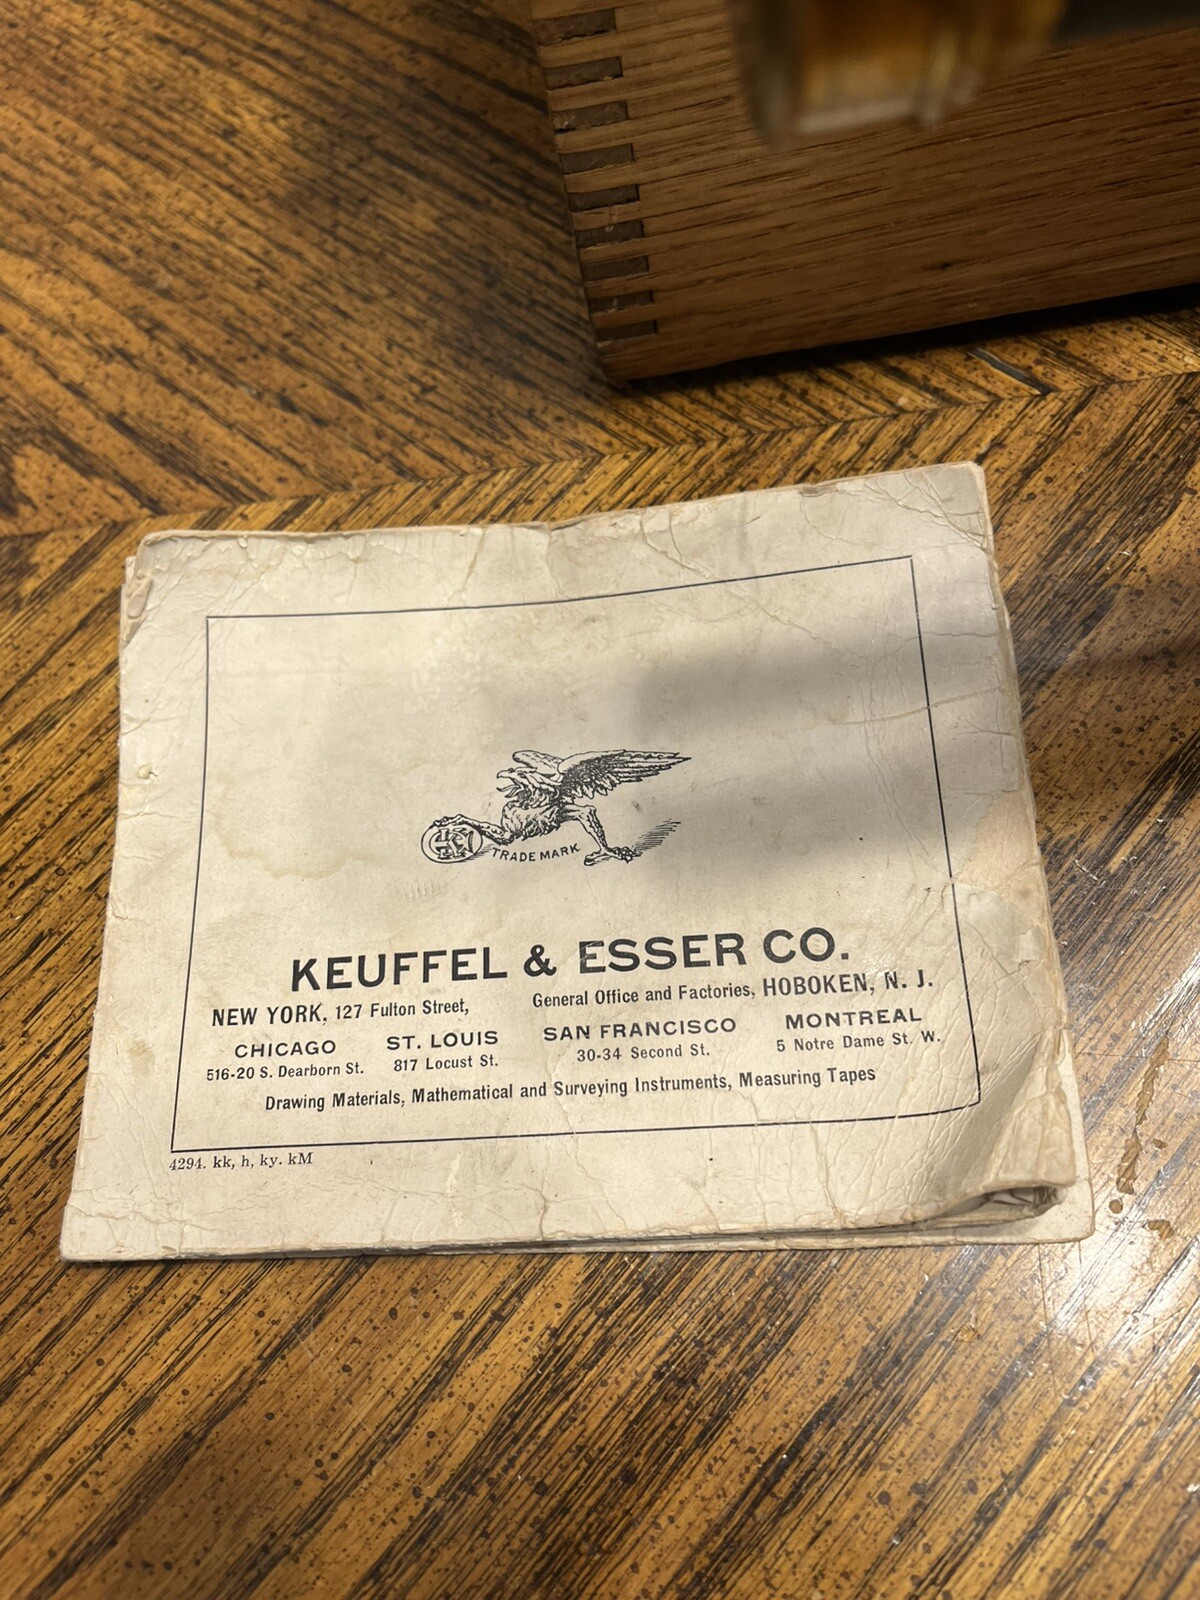 TRADE MARK
KEUFFEL & ESSER CO.
NEW YORK, 127 Fulton Street, General Office and Factories, HOBOKEN, N. J.
CHICAGO ST. LOUIS SAN FRANCISCO MONTREAL
516-20 S. Dearborn St. 817 Locust St. 30-34 Second St. 5 Notre Dame St. W.
Drawing Materials, Mathematical and Surveying Instruments, Measuring Tapes
4294. kk, h, ky. kM